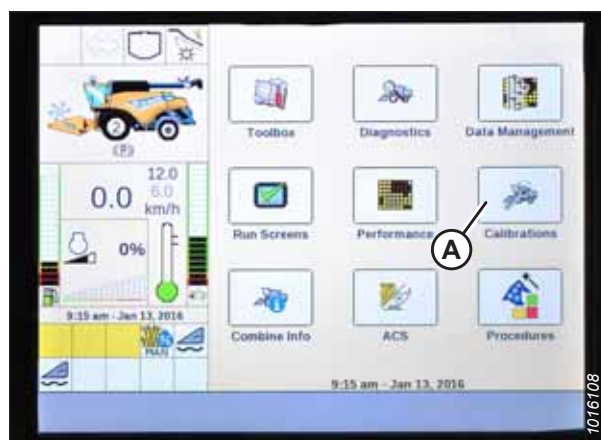 2
(P)
12.0
0.0 6.0
km/h
0%
9:15 am - Jan 13, 2016
MAN
Toolbox Diagnostics Data Management
Run Screens Performance Calibrations
A
Combine Info ACS Procedures
9:15 am - Jan 13, 2016
1016108